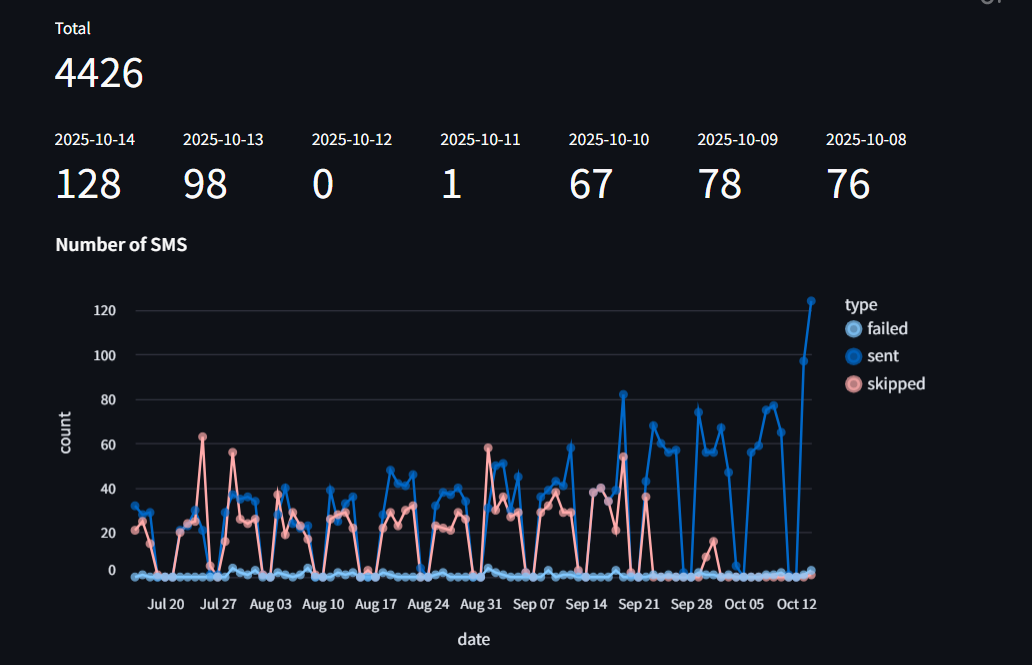 Total
4426
2025-10-14 2025-10-13 2025-10-12 2025-10-11 2025-10-10 2025-10-09 2025-10-08
128 98 0 1 67 78 76
Number of SMS
type
failed
sent
skipped
count
120
100
80
60
40
20
0
Jul 20 Jul 27 Aug 03 Aug 10 Aug 17 Aug 24 Aug 31 Sep 07 Sep 14 Sep 21 Sep 28 Oct 05 Oct 12
date